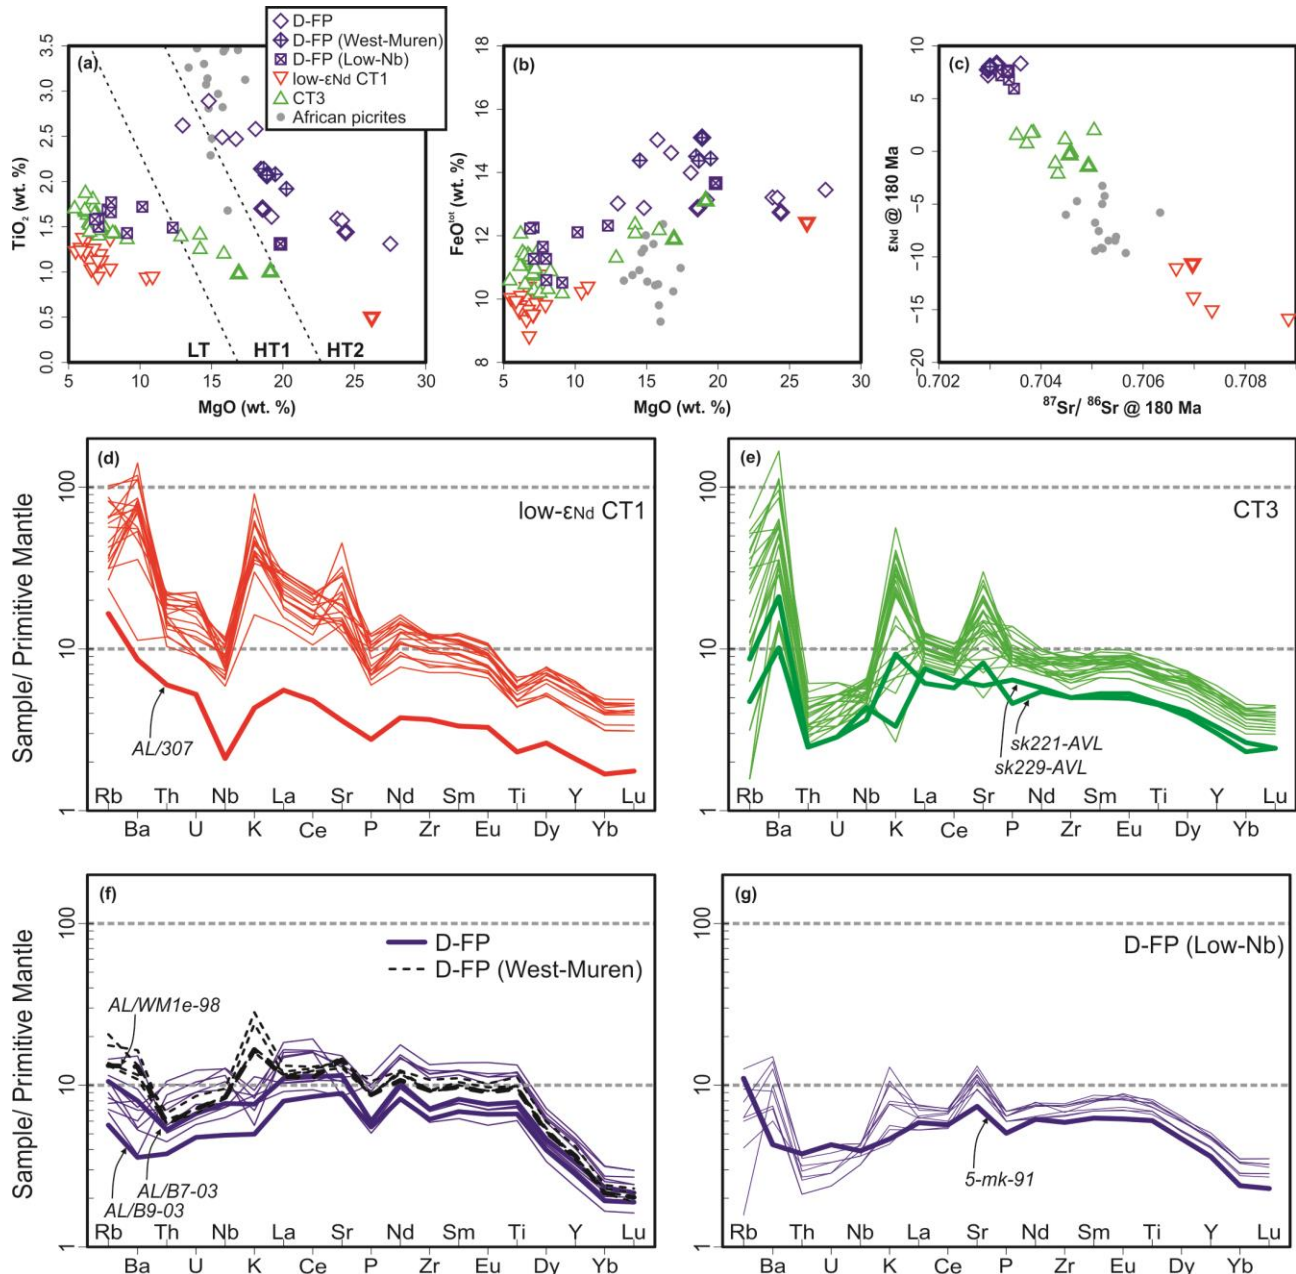 D-FP
D-FP (West-Muren)
D-FP (Low-Nb)
low-εNd CT1
CT3
African picrites
(a)
TiO₂ (wt. %)
3.5
3.0
2.5
2.0
1.5
1.0
0.5
0.0
LT HT1 HT2
5 10 15 20 25 30
MgO (wt. %)
(b)
FeOᵗᵒᵗ (wt. %)
18
16
14
12
10
8
5 10 15 20 25 30
MgO (wt. %)
(c)
εNd @ 180 Ma
10
5
0
−5
−10
−15
−20
0.702 0.704 0.706 0.708
⁸⁷Sr/ ⁸⁶Sr @ 180 Ma
(d)
low-εNd CT1
Sample/ Primitive Mantle
100
10
1
AL/307
Rb Th Nb La Sr Nd Sm Ti Y Lu
Ba U K Ce P Zr Eu Dy Yb
(e)
CT3
100
10
1
sk221-AVL
sk229-AVL
Rb Th Nb La Sr Nd Sm Ti Y Lu
Ba U K Ce P Zr Eu Dy Yb
(f)
D-FP
D-FP (West-Muren)
Sample/ Primitive Mantle
100
10
1
AL/WM1e-98
AL/B7-03
AL/B9-03
Rb Th Nb La Sr Nd Sm Ti Y Lu
Ba U K Ce P Zr Eu Dy Yb
(g)
D-FP (Low-Nb)
100
10
1
5-mk-91
Rb Th Nb La Sr Nd Sm Ti Y Lu
Ba U K Ce P Zr Eu Dy Yb